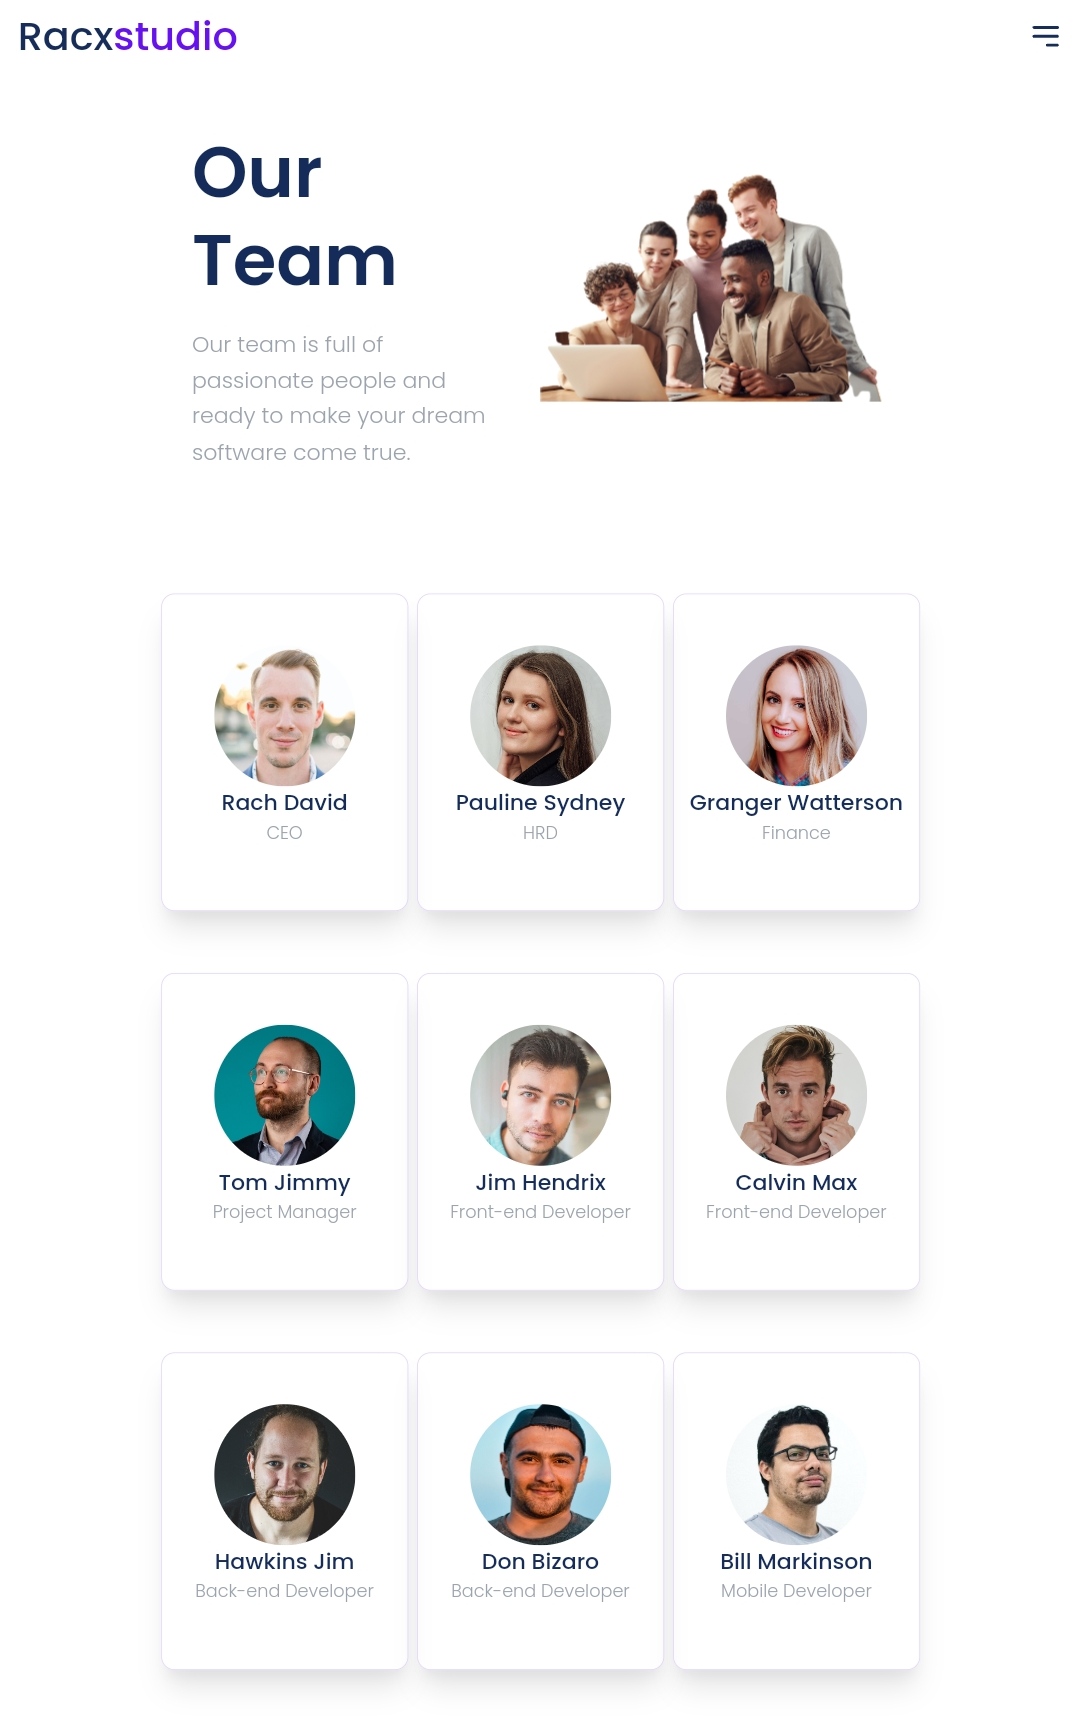 Racxstudio
Our
Team
Our team is full of
passionate people and
ready to make your dream
software come true.
Rach David
CEO
Pauline Sydney
HRD
Granger Watterson
Finance
Tom Jimmy
Project Manager
Jim Hendrix
Front-end Developer
Calvin Max
Front-end Developer
Hawkins Jim
Back-end Developer
Don Bizaro
Back-end Developer
Bill Markinson
Mobile Developer